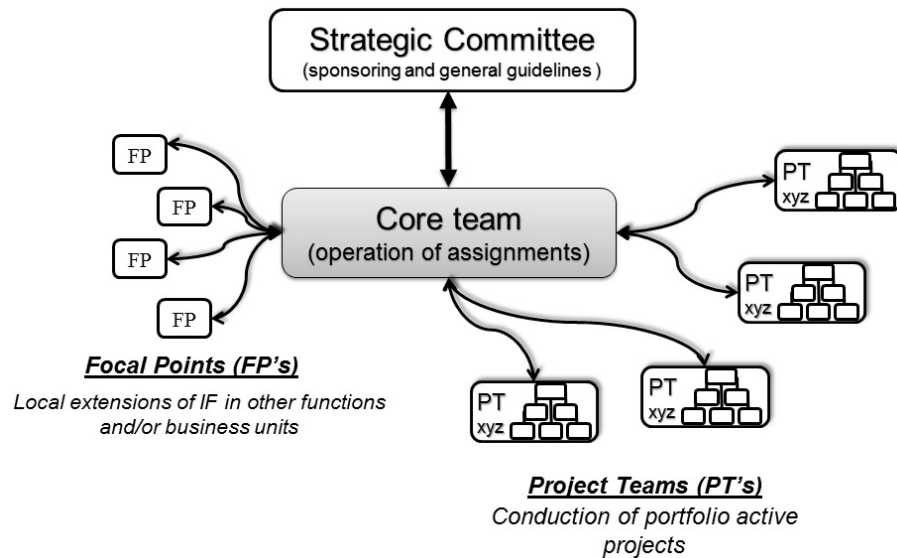 Strategic Committee
(sponsoring and general guidelines )
FP
FP
FP
FP
Core team
(operation of assignments)
PT
xyz
PT
xyz
Focal Points (FP's)
Local extensions of IF in other functions
and/or business units
PT
xyz
PT
xyz
Project Teams (PT's)
Conduction of portfolio active
projects